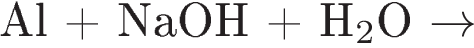 Al + NaOH + H₂O →